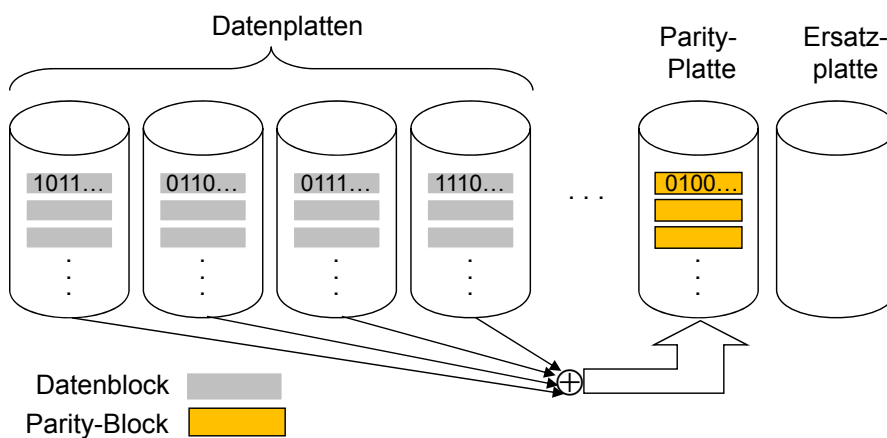 Datenplatten
Parity-
Platte
Ersatz-
platte
1011…
0110…
0111…
1110…
. . .
0100…
Datenblock
Parity-Block